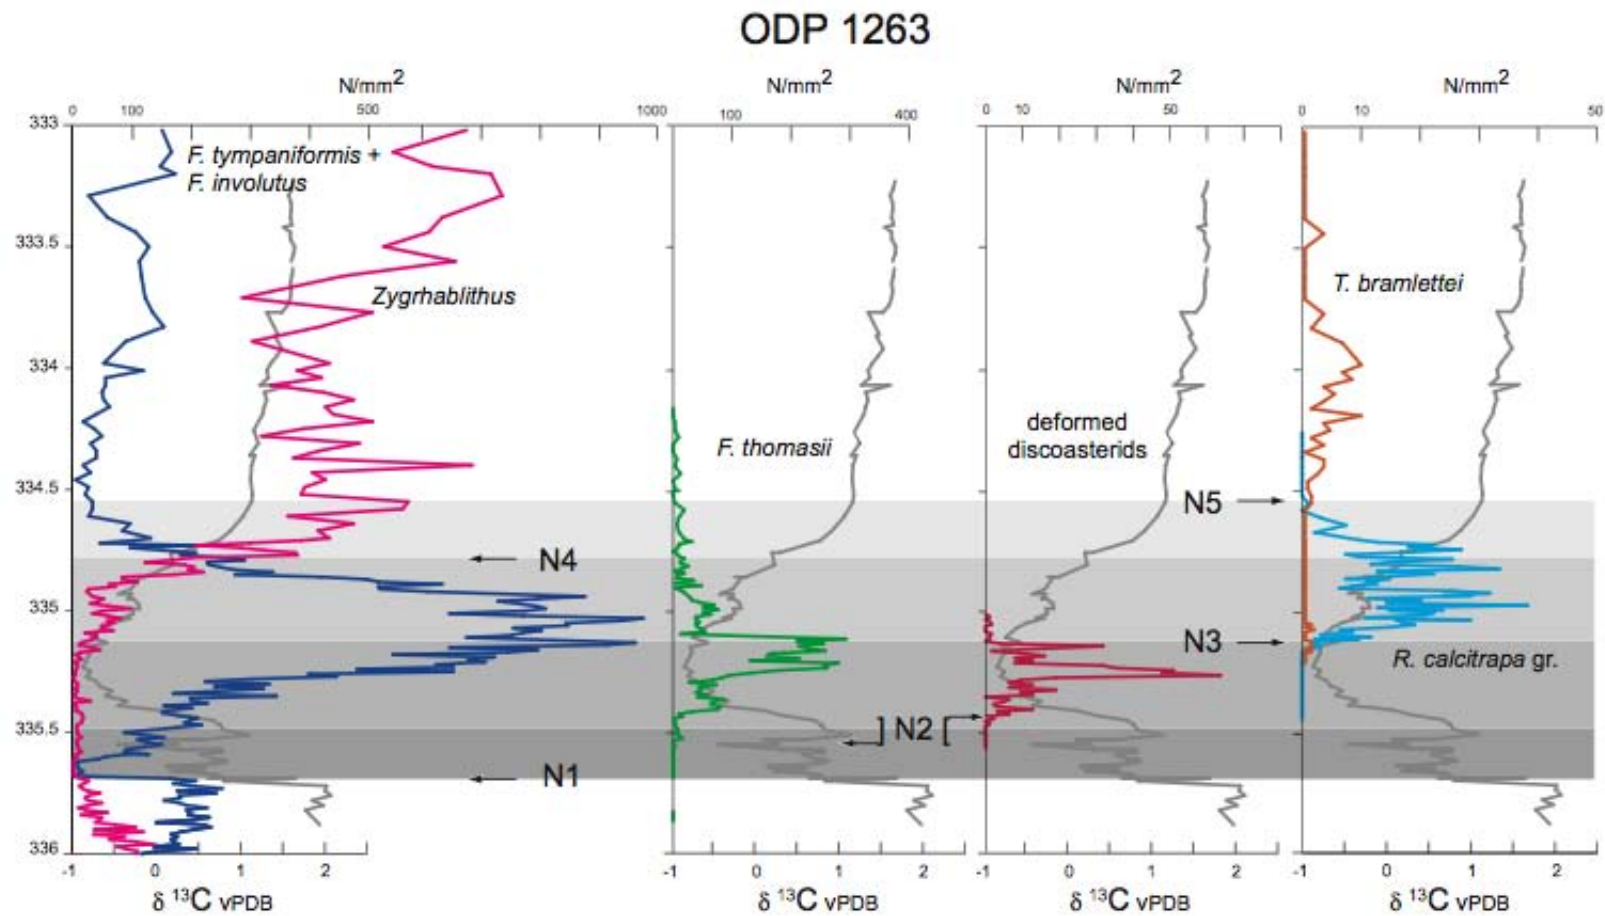 ODP 1263
N/mm2 N/mm2 N/mm2 N/mm2
0 100 500 1000 100 400 0 10 50 0 10 50
333
F. tympaniformis +
F. involutus
333.5
T. bramlettei
Zygrhablithus
334
deformed
F. thomasii
discoasterids
334.5
N5
N4
335
N3
R. calcitrapa gr.
335.5
] N2 [
N1
336
-1 0 1 2 -1 0 1 2 -1 0 1 2 -1 0 1 2
δ 13C vPDB δ 13C vPDB δ 13C vPDB δ 13C vPDB